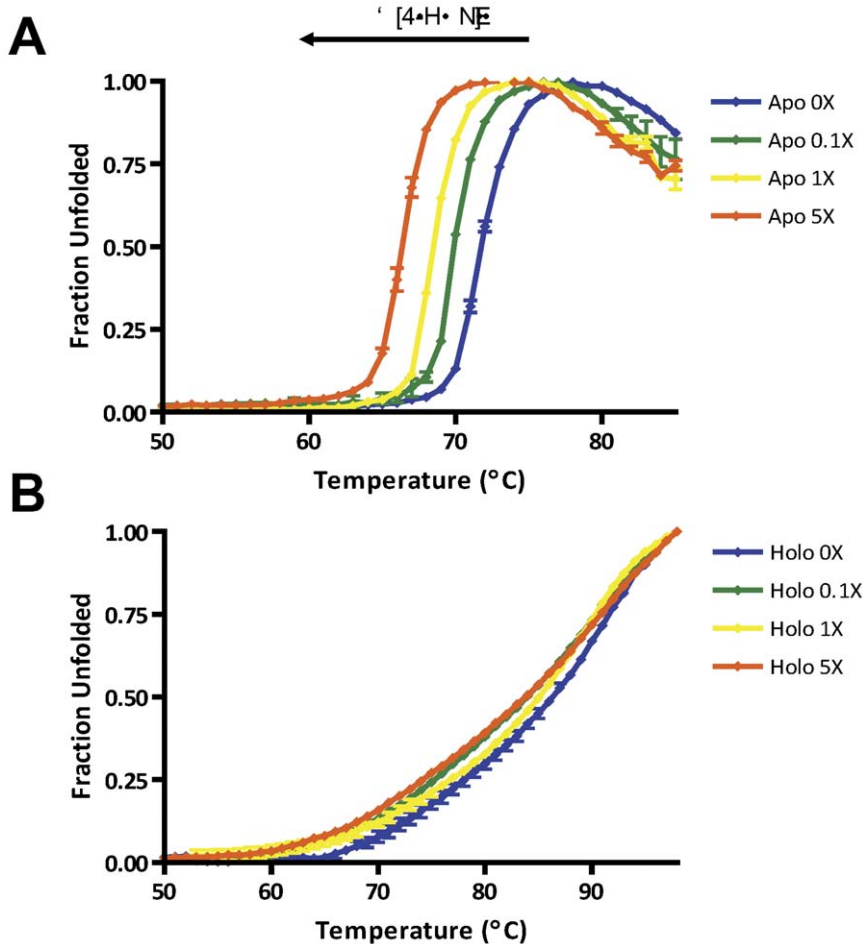 A
‘ [4-H• NE]
1.00
0.75
0.50
0.25
0.00
Fraction Unfolded
50 60 70 80
Temperature (°C)
Apo 0X
Apo 0.1X
Apo 1X
Apo 5X
B
1.00
0.75
0.50
0.25
0.00
Fraction Unfolded
50 60 70 80 90
Temperature (°C)
Holo 0X
Holo 0.1X
Holo 1X
Holo 5X